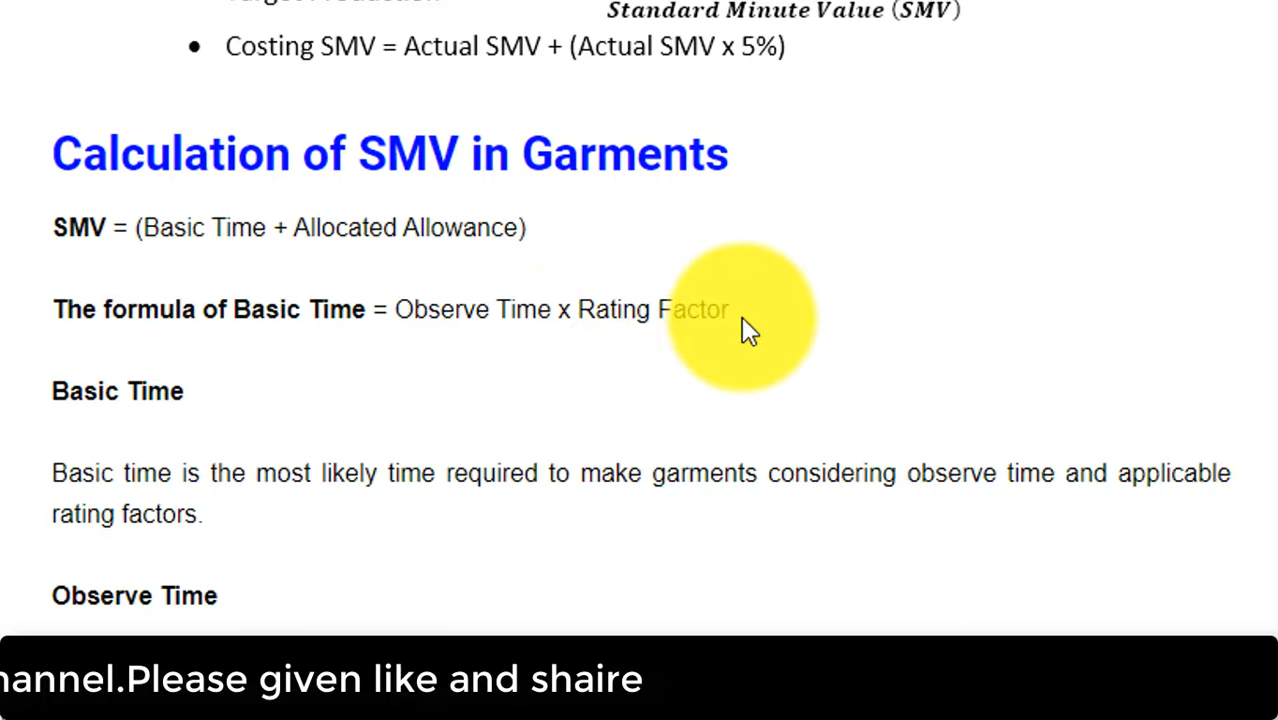 Standard Minute Value (SMV)
• Costing SMV = Actual SMV + (Actual SMV x 5%)
Calculation of SMV in Garments
SMV = (Basic Time + Allocated Allowance)
The formula of Basic Time = Observe Time x Rating Factor
Basic Time
Basic time is the most likely time required to make garments considering observe time and applicable
rating factors.
Observe Time
hannel.Please given like and shaire